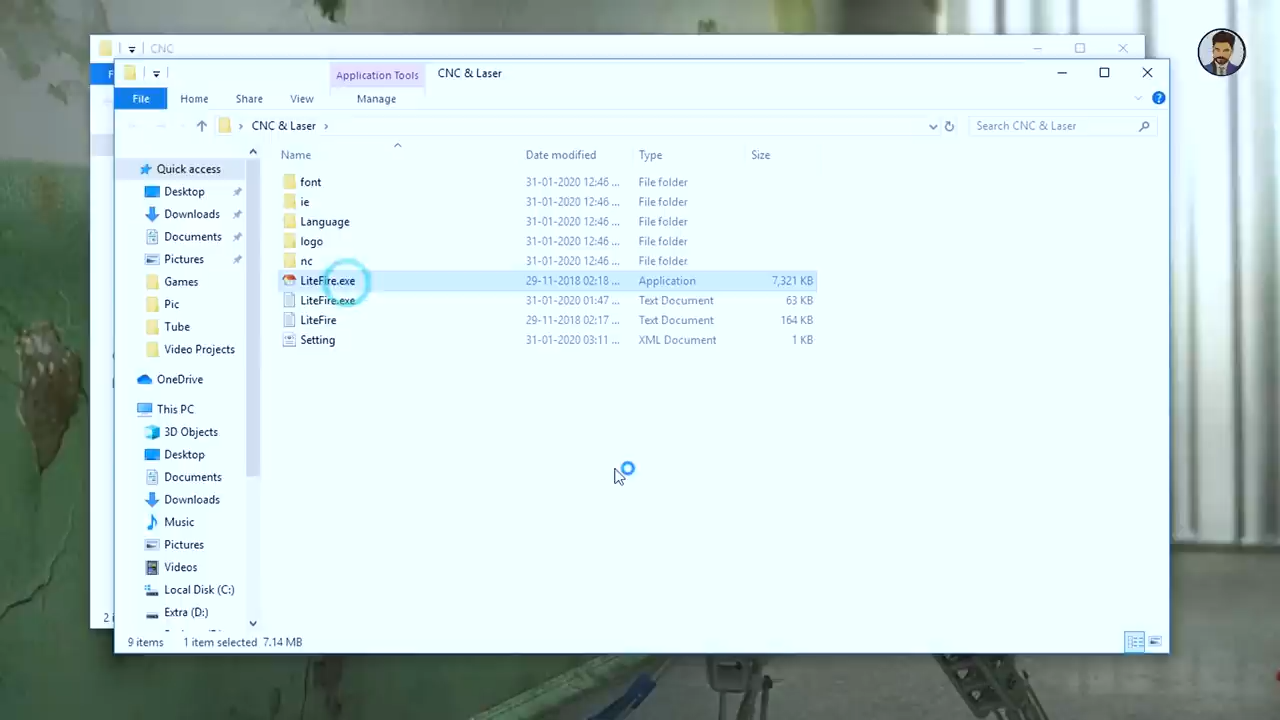 CNC
Application Tools
CNC & Laser
File
Home
Share
View
Manage
CNC & Laser
Search CNC & Laser
Name
Date modified
Type
Size
Quick access
Desktop
Downloads
Documents
Pictures
Games
Pic
Tube
Video Projects
OneDrive
This PC
3D Objects
Desktop
Documents
Downloads
Music
Pictures
Videos
Local Disk (C:)
Extra (D:)
font 31-01-2020 12:46 ... File folder
ie 31-01-2020 12:46 ... File folder
Language 31-01-2020 12:46 ... File folder
logo 31-01-2020 12:46 ... File folder
nc 31-01-2020 12:46 ... File folder
LiteFire.exe 29-11-2018 02:18 ... Application 7,321 KB
LiteFire.exe 31-01-2020 01:47 ... Text Document 63 KB
LiteFire 29-11-2018 02:17 ... Text Document 164 KB
Setting 31-01-2020 03:11 ... XML Document 1 KB
9 items 1 item selected 7.14 MB